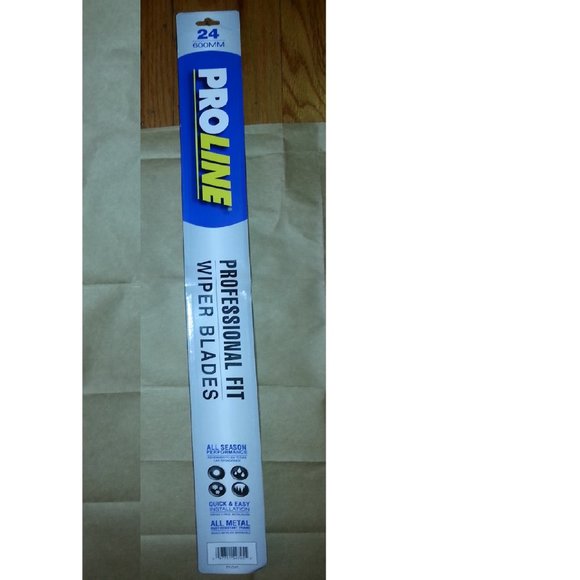 24
600MM
PROLINE®
PROFESSIONAL FIT
WIPER BLADES
ALL SEASON
PERFORMANCE
QUICK & EASY
INSTALLATION
ALL METAL